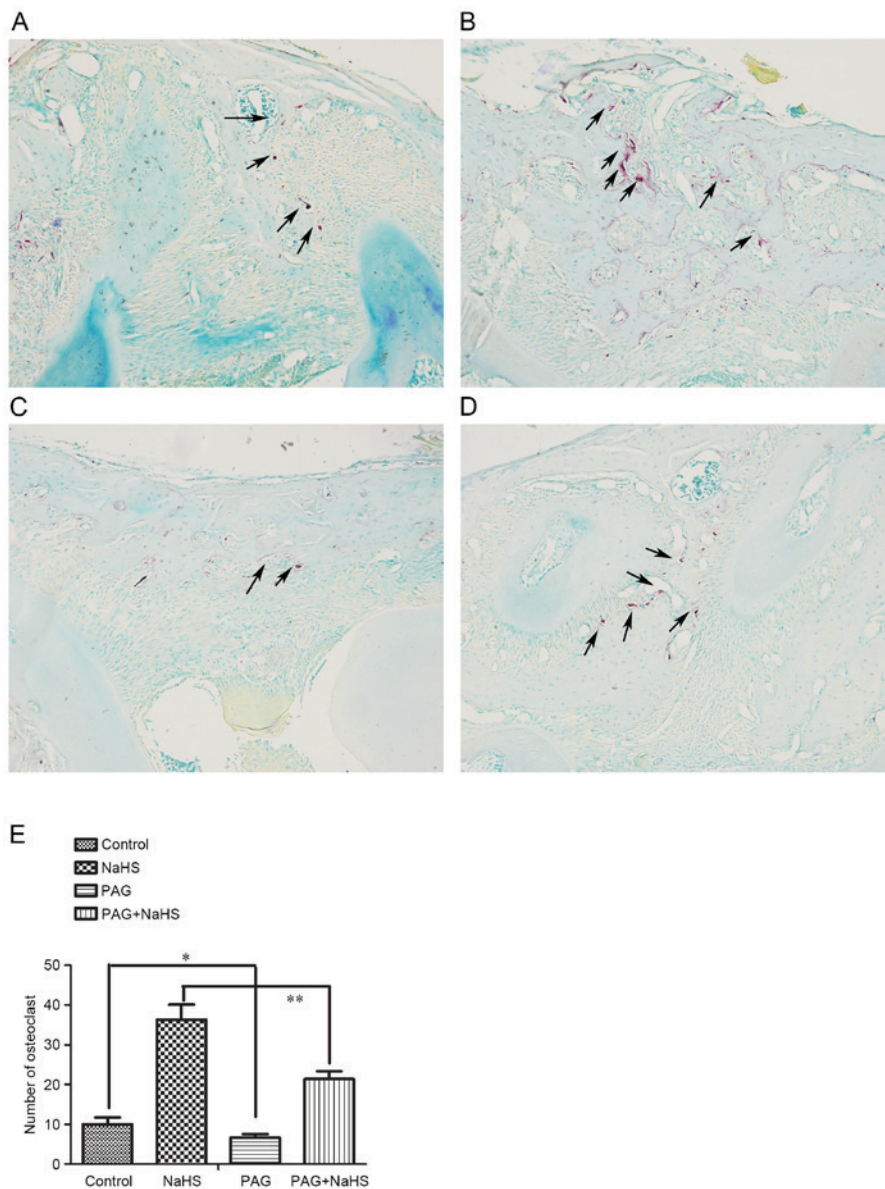 A
B
C
D
E
Control
NaHS
PAG
PAG+NaHS
50
40
30
20
10
0
Number of osteoclast
*
**
Control NaHS PAG PAG+NaHS